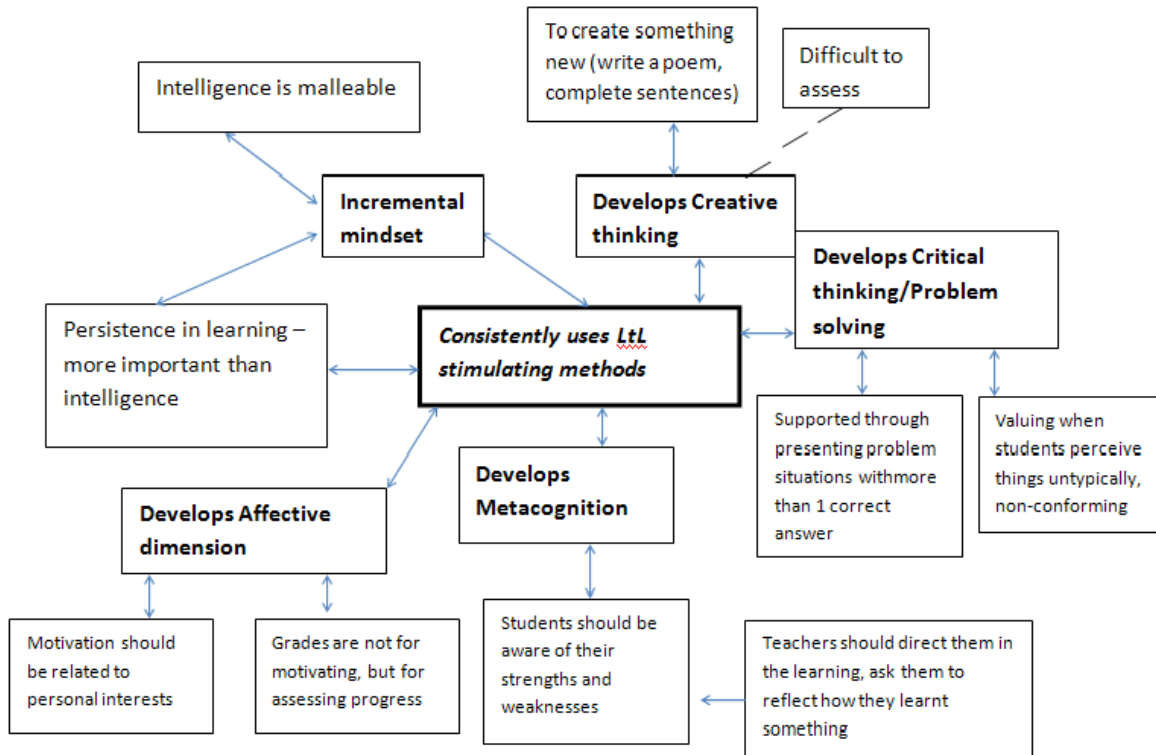 To create something
new (write a poem,
complete sentences)
Difficult to
assess
Intelligence is malleable
Incremental
mindset
Develops Creative
thinking
Develops Critical
thinking/Problem
solving
Persistence in learning –
more important than
intelligence
Consistently uses LtL
stimulating methods
Supported through
presenting problem
situations withmore
than 1 correct
answer
Valuing when
students perceive
things untypically,
non-conforming
Develops
Metacognition
Develops Affective
dimension
Motivation should
be related to
personal interests
Grades are not for
motivating, but for
assessing progress
Students should be
aware of their
strengths and
weaknesses
Teachers should direct them in
the learning, ask them to
reflect how they learnt
something